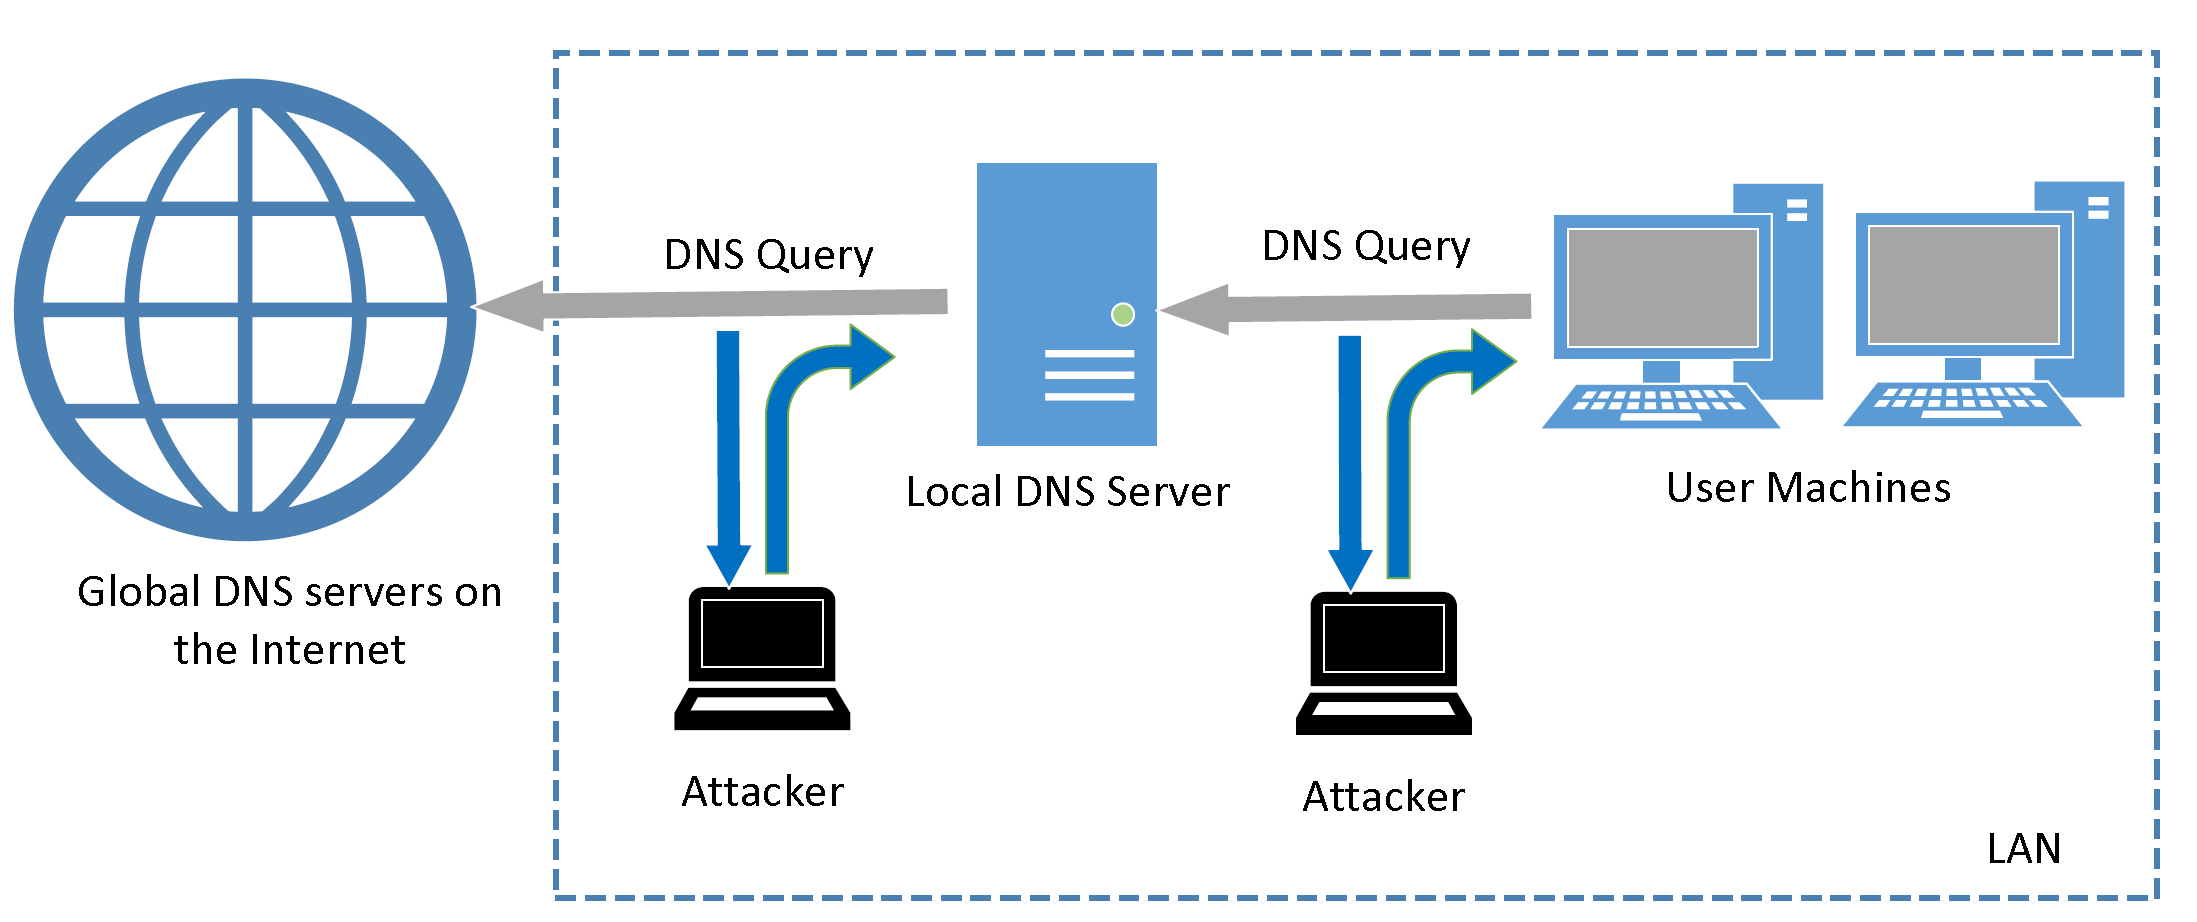 DNS Query
DNS Query
Local DNS Server
User Machines
Global DNS servers on
the Internet
Attacker
Attacker
LAN